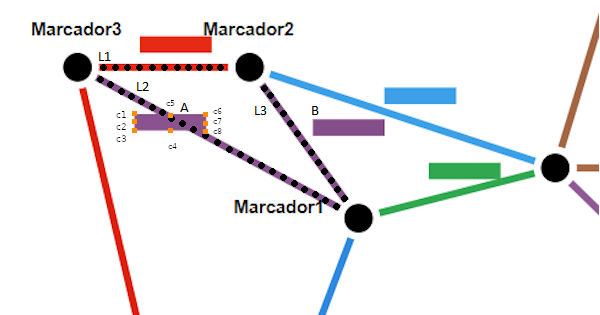 Marcador3 Marcador2
L1
L2
c5 A c6
c1 c7
c2 c8
c3
c4
L3 B
Marcador1